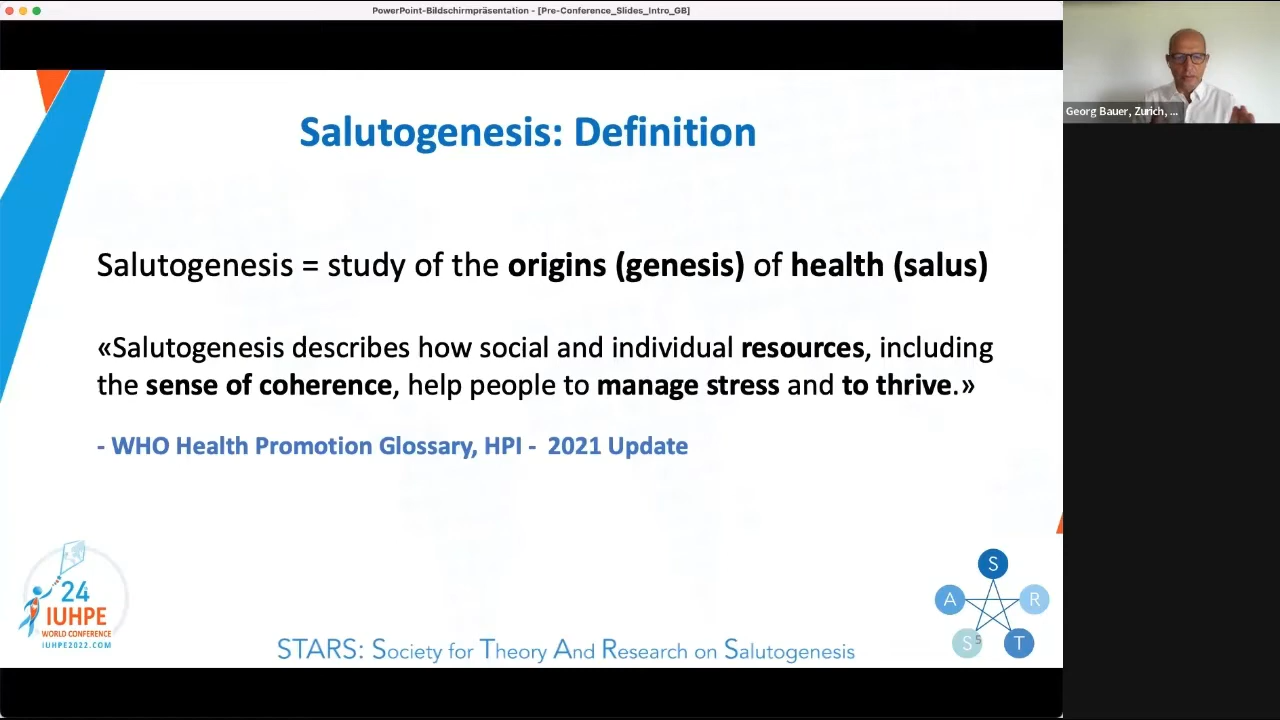 PowerPoint-Bildschirmpräsentation - [Pre-Conference_Slides_Intro_GB]
Georg Bauer, Zurich, ...
Salutogenesis: Definition
Salutogenesis = study of the origins (genesis) of health (salus)
«Salutogenesis describes how social and individual resources, including
the sense of coherence, help people to manage stress and to thrive.»
- WHO Health Promotion Glossary, HPI - 2021 Update
24
IUHPE
WORLD CONFERENCE
IUHPE2022.COM
STARS: Society for Theory And Research on Salutogenesis
S
A
R
S
5
T